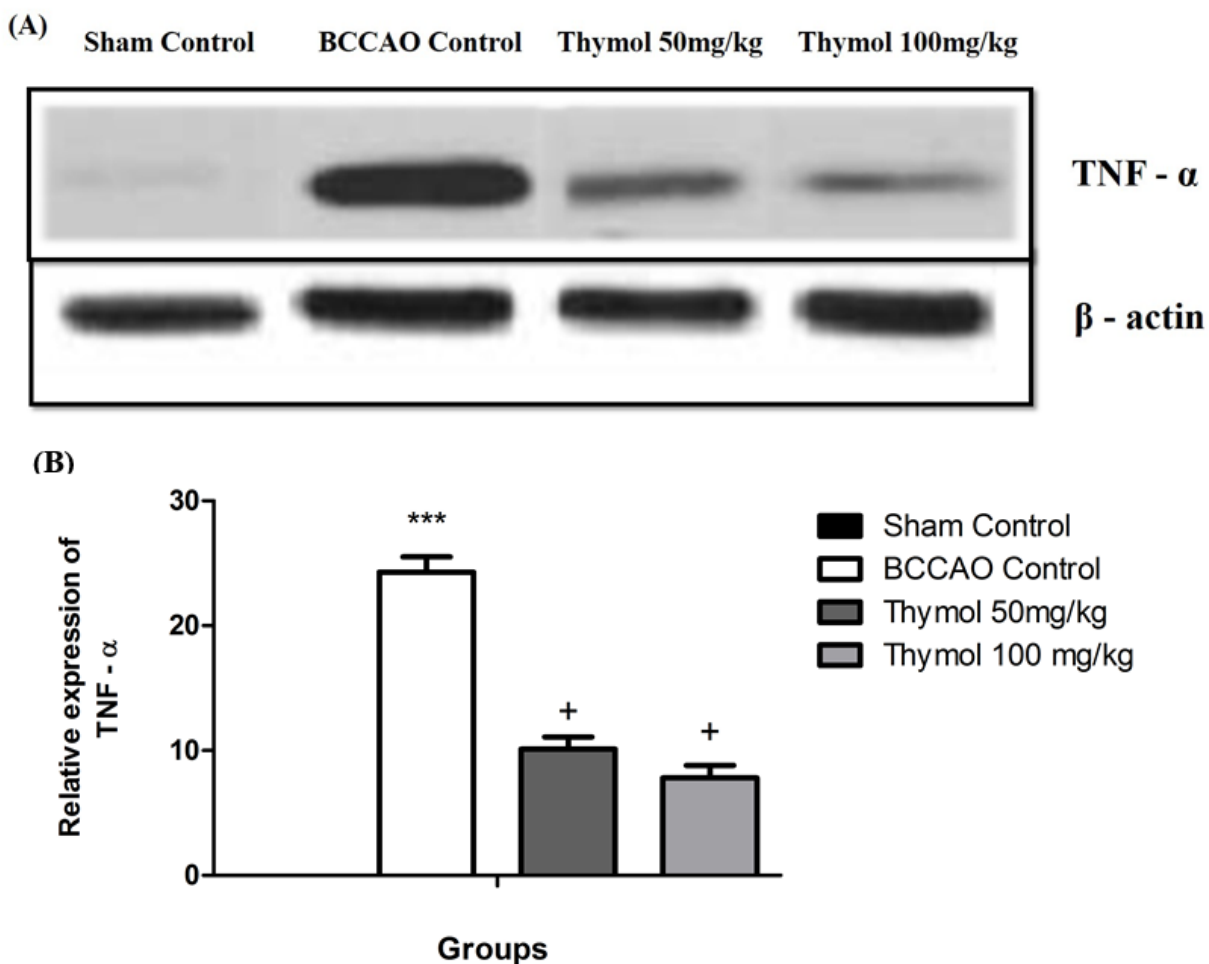 (A)
Sham Control BCCAO Control Thymol 50mg/kg Thymol 100mg/kg
TNF - α
β - actin
(B)
Relative expression of
TNF - α
30
20
10
0
***
+
+
Groups
Sham Control
BCCAO Control
Thymol 50mg/kg
Thymol 100 mg/kg